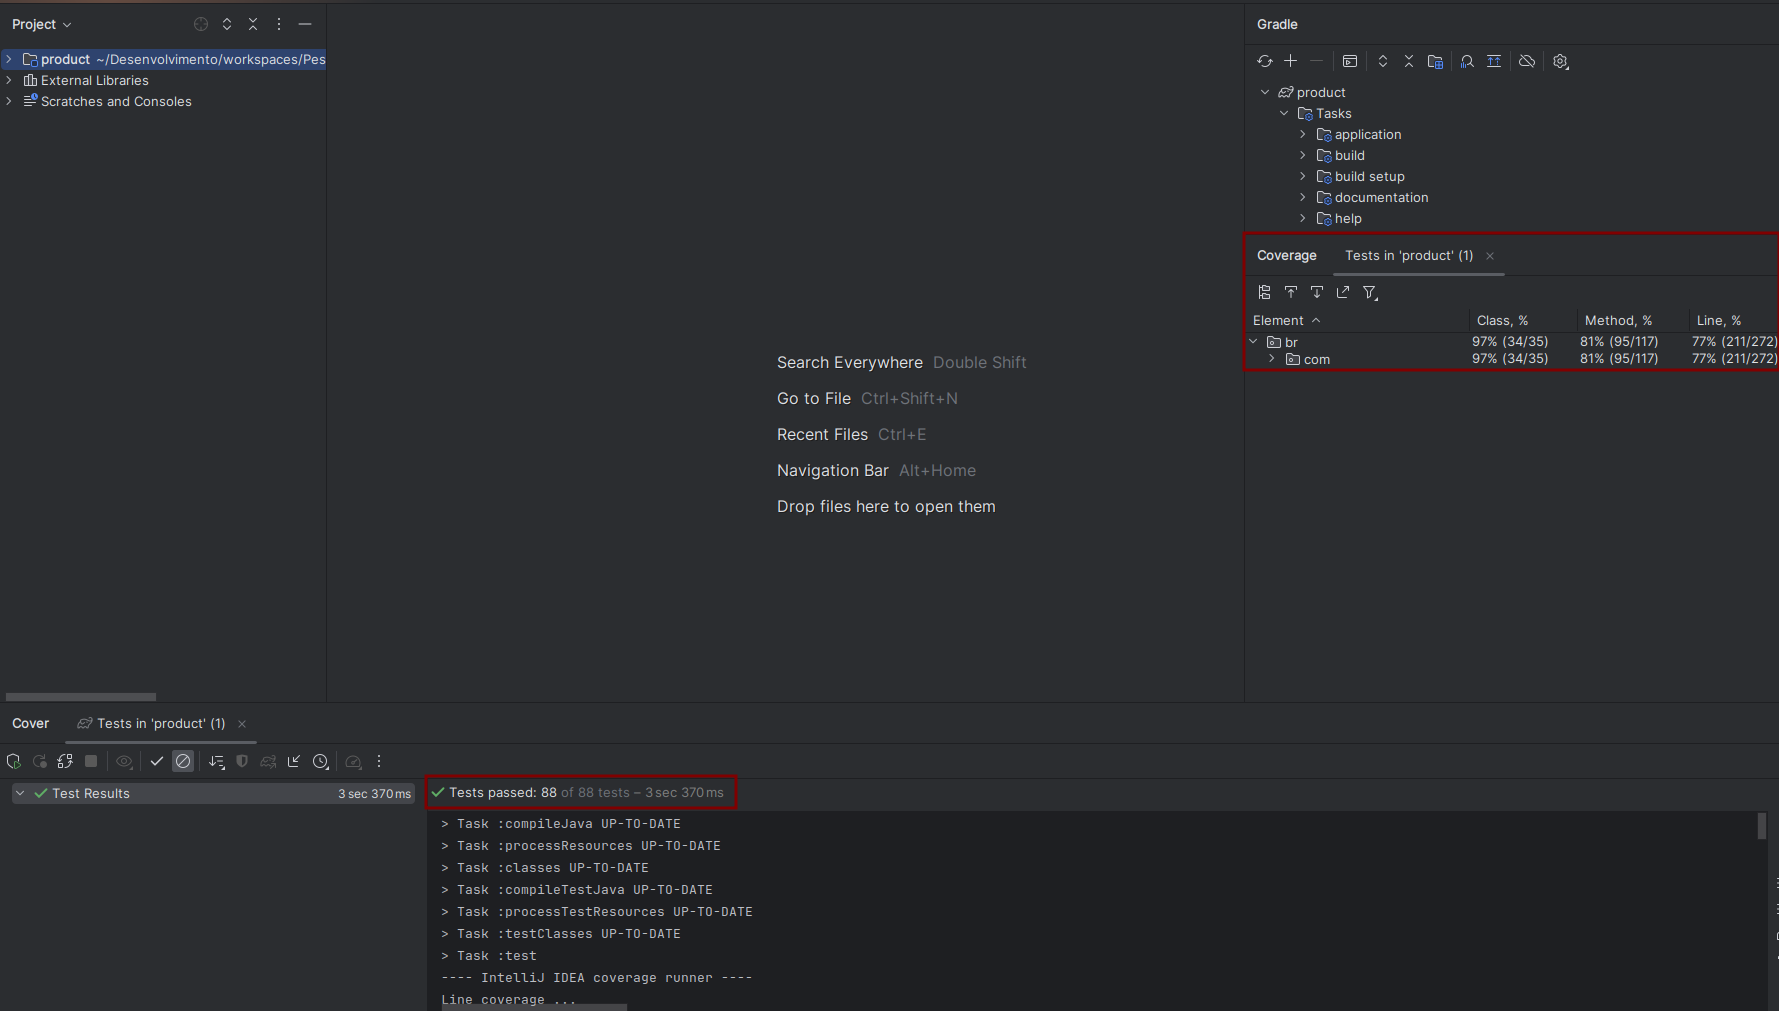 Project
product ~/Desenvolvimento/workspaces/Pes
External Libraries
Scratches and Consoles
Search Everywhere Double Shift
Go to File Ctrl+Shift+N
Recent Files Ctrl+E
Navigation Bar Alt+Home
Drop files here to open them
Gradle
product
Tasks
application
build
build setup
documentation
help
Coverage Tests in 'product' (1)
Element Class, % Method, % Line, %
br 97% (34/35) 81% (95/117) 77% (211/272)
com 97% (34/35) 81% (95/117) 77% (211/272)
Cover Tests in 'product' (1)
Test Results 3 sec 370 ms
Tests passed: 88 of 88 tests – 3 sec 370 ms
> Task :compileJava UP-TO-DATE
> Task :processResources UP-TO-DATE
> Task :classes UP-TO-DATE
> Task :compileTestJava UP-TO-DATE
> Task :processTestResources UP-TO-DATE
> Task :testClasses UP-TO-DATE
> Task :test
---- IntelliJ IDEA coverage runner ----
Line coverage ...